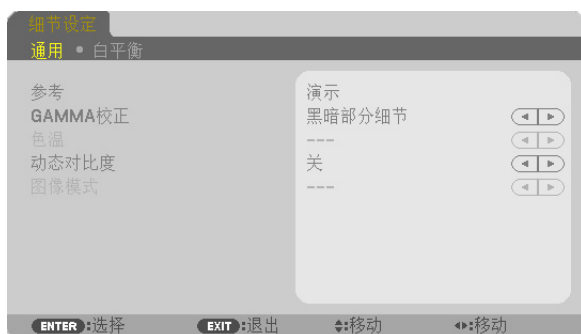 细节设定
通用 • 白平衡
参考 演示
GAMMA校正 黑暗部分细节
色温 ---
动态对比度 关
图像模式 ---
ENTER :选择 EXIT :退出 :移动 :移动